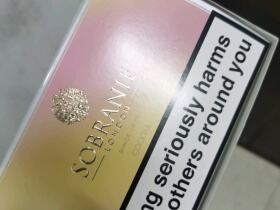 SOBRANIE
LONDON
ng seriously harms
others around you